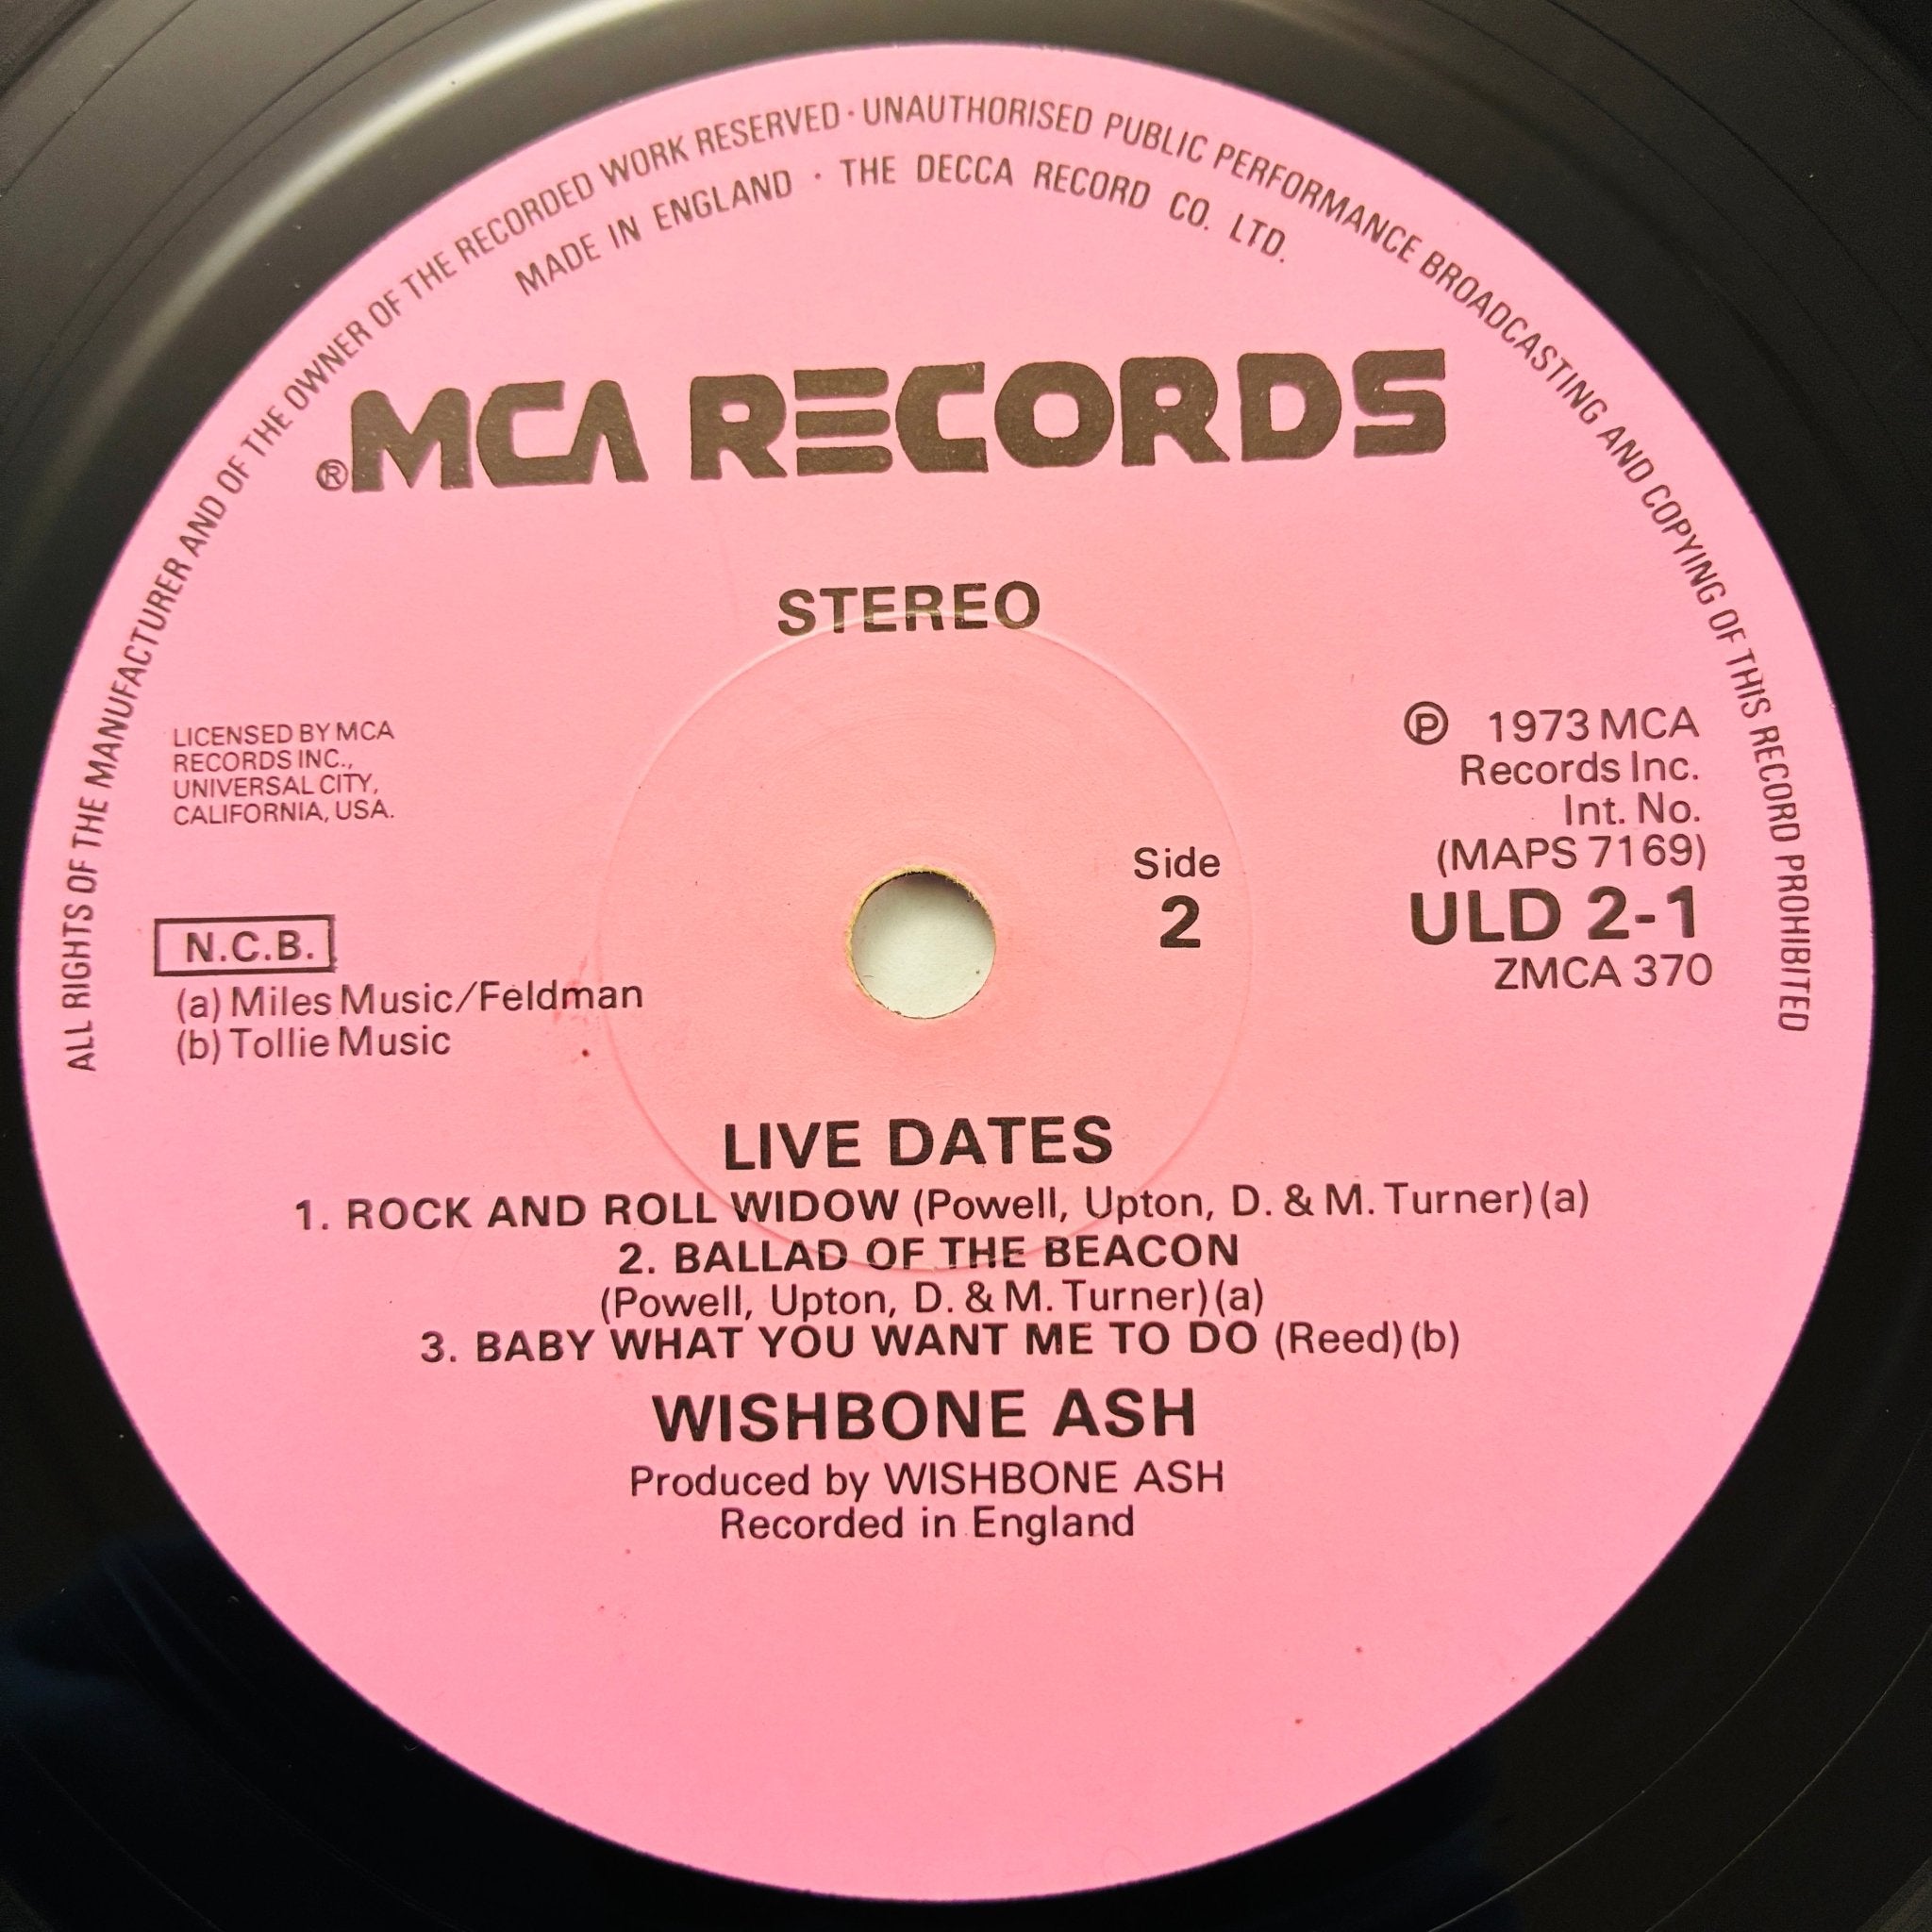 ALL RIGHTS OF THE MANUFACTURER AND OF THE OWNER OF THE RECORDED WORK RESERVED · UNAUTHORISED PUBLIC PERFORMANCE BROADCASTING AND COPYING OF THIS RECORD PROHIBITED
MADE IN ENGLAND · THE DECCA RECORD CO. LTD.
®MCA RECORDS
STEREO
LICENSED BY MCA
RECORDS INC.,
UNIVERSAL CITY,
CALIFORNIA, USA.
℗ 1973 MCA
Records Inc.
Int. No.
(MAPS 7169)
ULD 2-1
ZMCA 370
Side
2
N.C.B.
(a) Miles Music/Feldman
(b) Tollie Music
LIVE DATES
1. ROCK AND ROLL WIDOW (Powell, Upton, D. & M. Turner) (a)
2. BALLAD OF THE BEACON
(Powell, Upton, D. & M. Turner) (a)
3. BABY WHAT YOU WANT ME TO DO (Reed) (b)
WISHBONE ASH
Produced by WISHBONE ASH
Recorded in England